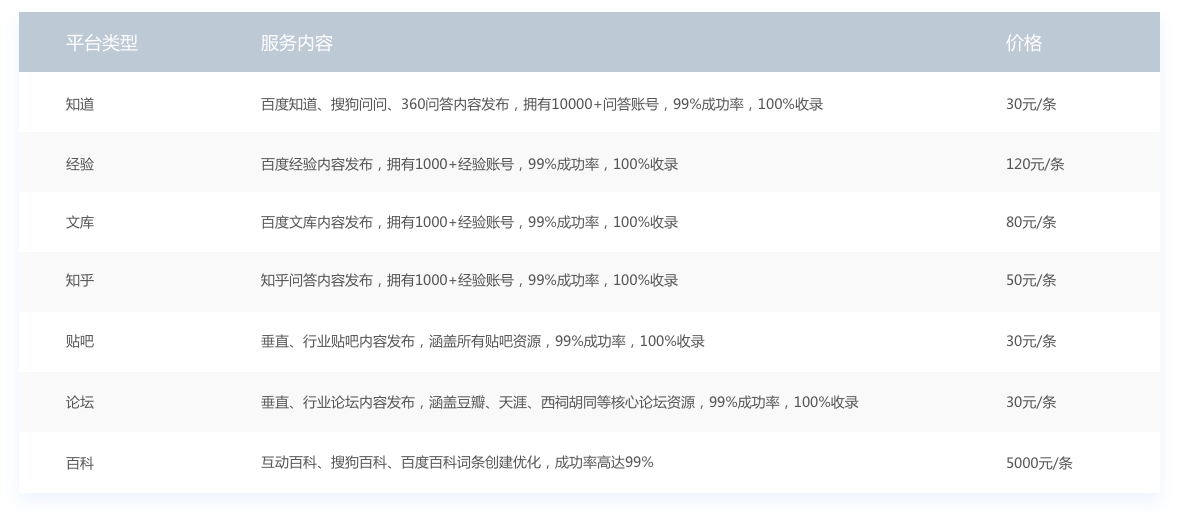 平台类型 服务内容 价格
知道 百度知道、搜狗问问、360问答内容发布，拥有10000+问答账号，99%成功率，100%收录 30元/条
经验 百度经验内容发布，拥有1000+经验账号，99%成功率，100%收录 120元/条
文库 百度文库内容发布，拥有1000+经验账号，99%成功率，100%收录 80元/条
知乎 知乎问答内容发布，拥有1000+经验账号，99%成功率，100%收录 50元/条
贴吧 垂直、行业贴吧内容发布，涵盖所有贴吧资源，99%成功率，100%收录 30元/条
论坛 垂直、行业论坛内容发布，涵盖豆瓣、天涯、西祠胡同等核心论坛资源，99%成功率，100%收录 30元/条
百科 互动百科、搜狗百科、百度百科词条创建优化，成功率高达99% 5000元/条